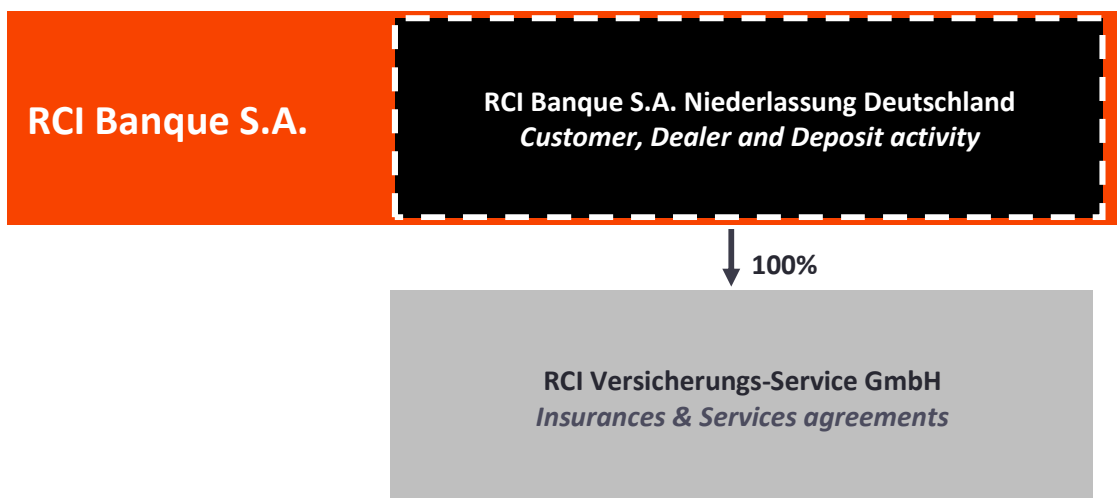 RCI Banque S.A.
RCI Banque S.A. Niederlassung Deutschland
Customer, Dealer and Deposit activity
100%
RCI Versicherungs-Service GmbH
Insurances & Services agreements